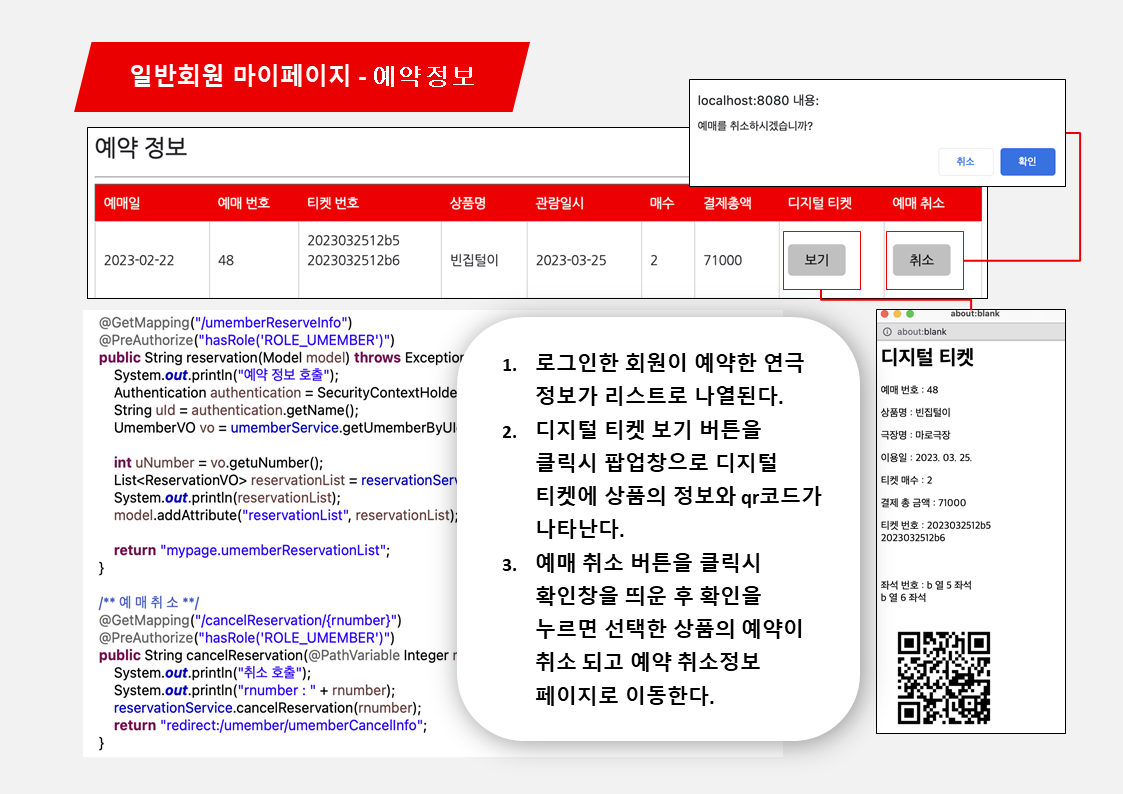 일반회원 마이페이지 - 예약정보
localhost:8080 내용:
예매를 취소하시겠습니까?
취소
확인
예약 정보
예매일 예매 번호 티켓 번호 상품명 관람일시 매수 결제총액 디지털 티켓 예매 취소
2023-02-22 48 2023032512b5 2023032512b6 빈집털이 2023-03-25 2 71000 보기 취소
@GetMapping("/umemberReserveInfo")
@PreAuthorize("hasRole('ROLE_UMEMBER')")
public String reservation(Model model) throws Exception
System.out.println("예약 정보 호출");
Authentication authentication = SecurityContextHolde
String uId = authentication.getName();
UmemberVO vo = umemberService.getUmemberByUI
int uNumber = vo.getuNumber();
List<ReservationVO> reservationList = reservationServ
System.out.println(reservationList);
model.addAttribute("reservationList", reservationList);
return "mypage.umemberReservationList";
}
/** 예 매 취 소 **/
@GetMapping("/cancelReservation/{rnumber}")
@PreAuthorize("hasRole('ROLE_UMEMBER')")
public String cancelReservation(@PathVariable Integer
System.out.println("취소 호출");
System.out.println("rnumber : " + rnumber);
reservationService.cancelReservation(rnumber);
return "redirect:/umember/umemberCancelInfo";
}
1. 로그인한 회원이 예약한 연극
정보가 리스트로 나열된다.
2. 디지털 티켓 보기 버튼을
클릭시 팝업창으로 디지털
티켓에 상품의 정보와 qr코드가
나타난다.
3. 예매 취소 버튼을 클릭시
확인창을 띄운 후 확인을
누르면 선택한 상품의 예약이
취소 되고 예약 취소정보
페이지로 이동한다.
about:blank
about:blank
디지털 티켓
예매 번호 : 48
상품명 : 빈집털이
극장명 : 마로극장
이용일 : 2023. 03. 25.
티켓 매수 : 2
결제 총 금액 : 71000
티켓 번호 : 2023032512b5
2023032512b6
좌석 번호 : b 열 5 좌석
b 열 6 좌석